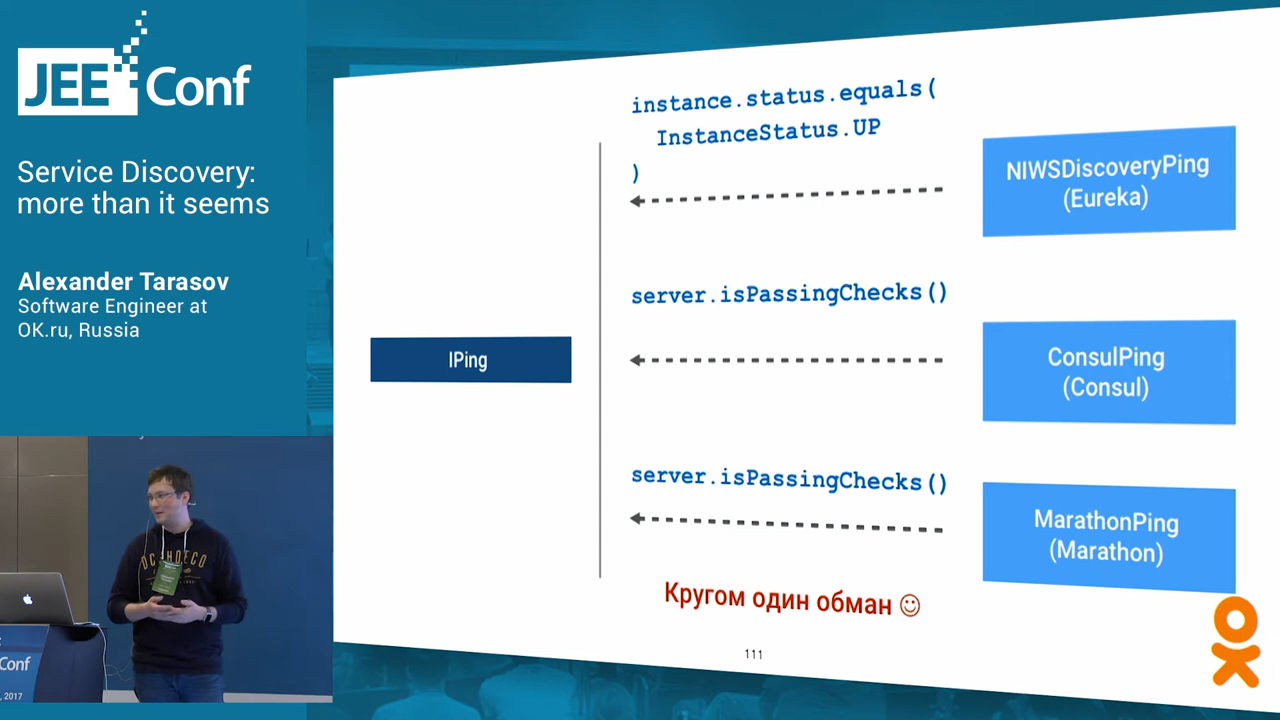 JEE Conf
Service Discovery:
more than it seems
Alexander Tarasov
Software Engineer at
OK.ru, Russia
instance.status.equals(
InstanceStatus.UP
)
NIWSDiscoveryPing
(Eureka)
server.isPassingChecks()
IPing
ConsulPing
(Consul)
server.isPassingChecks()
MarathonPing
(Marathon)
Кругом один обман ☺
111
DC SHOECO
Conf
, 2017